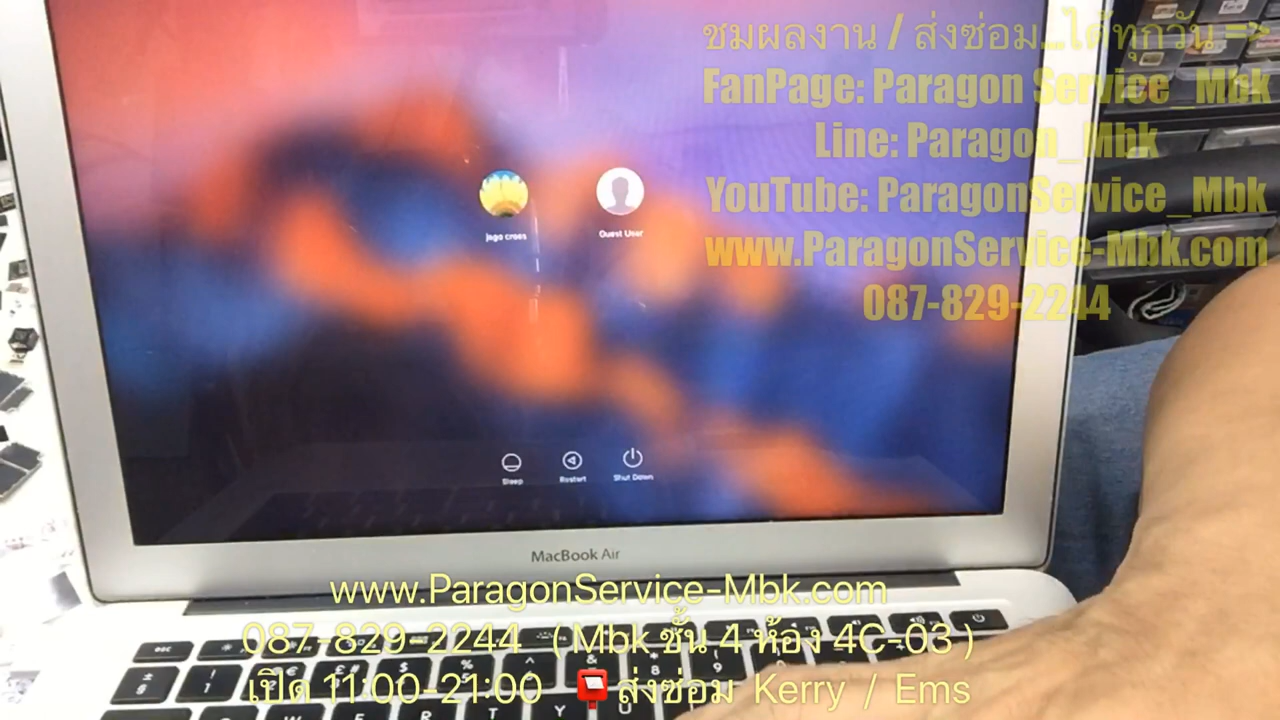 ชมผลงาน / ส่งซ่อม...ได้ทุกวัน =>
FanPage: Paragon Service_Mbk
Line: Paragon_Mbk
YouTube: ParagonService_Mbk
www.ParagonService-Mbk.com
087-829-2244
jaga craes
Guest User
Sleep
Restart
Shut Down
MacBook Air
www.ParagonService-Mbk.com
087-829-2244 ( Mbk ชั้น 4 ห้อง 4C-03 )
เปิด 11:00-21:00 📮ส่งซ่อม Kerry / Ems
esc
W E R T Y U